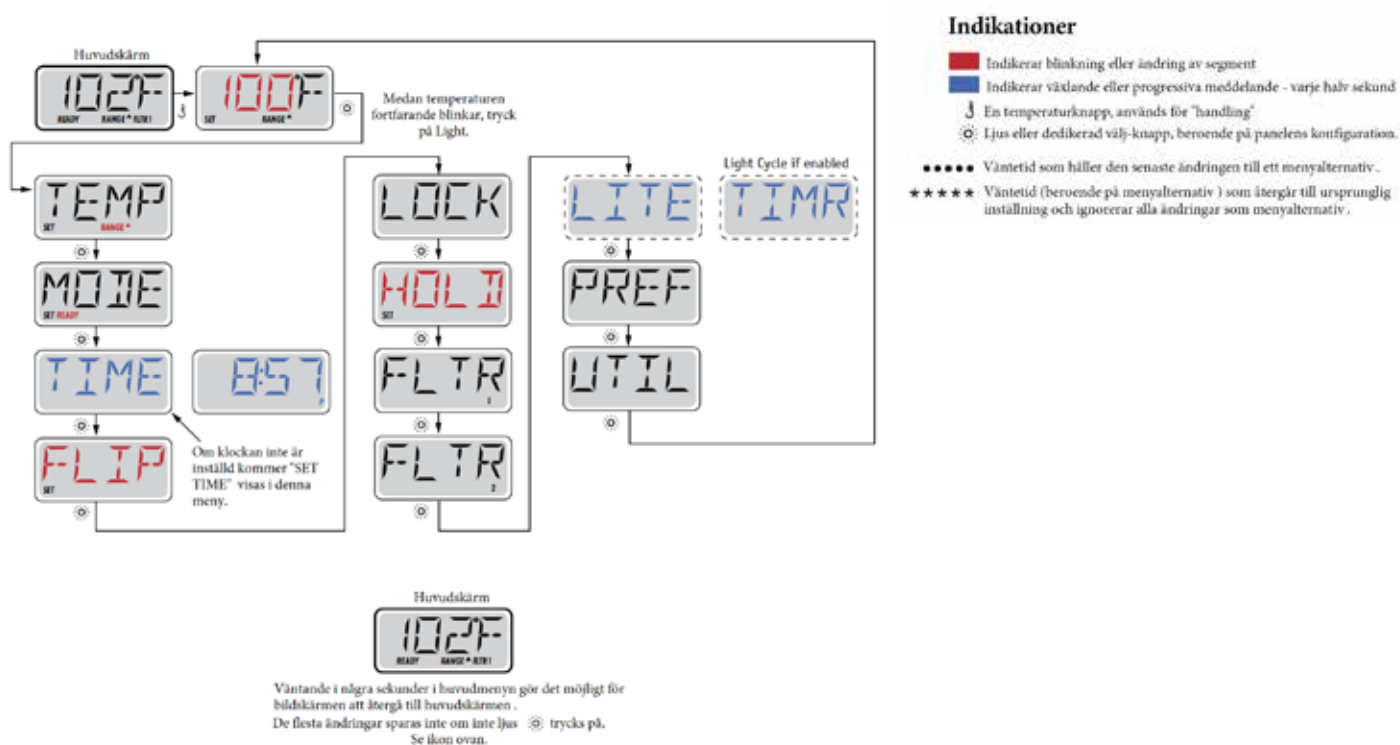 Indikationer
Indikerar blinkning eller ändring av segment
Indikerar växlande eller progressiva meddelande - varje halv sekund
En temperaturknapp, används för "handling"
Ljus eller dedikerad välj-knapp, beroende på panelens konfiguration.
••••• Väntetid som håller den senaste ändringen till ett menyalternativ.
***** Väntetid (beroende på menyalternativ ) som återgår till ursprunglig
inställning och ignorerar alla ändringar som menyalternativ.
Huvudskärm
102°F
READY RANGE FLTR1
100°F
SET RANGE
Medan temperaturen
fortfarande blinkar, tryck
på Light.
TEMP
SET RANGE
MODE
SET READY
TIME
8:57
P
FLIP
SET
Om klockan inte är
inställd kommer "SET
TIME" visas i denna
meny.
LOCK
HOLD
SET
FLTR
1
FLTR
2
Light Cycle if enabled
LITE
TIMR
PREF
UTIL
Huvudskärm
102°F
READY RANGE FLTR1
Väntande i några sekunder i huvudmenyn gör det möjligt för
bildskärmen att återgå till huvudskärmen .
De flesta ändringar sparas inte om inte ljus trycks på.
Se ikon ovan.